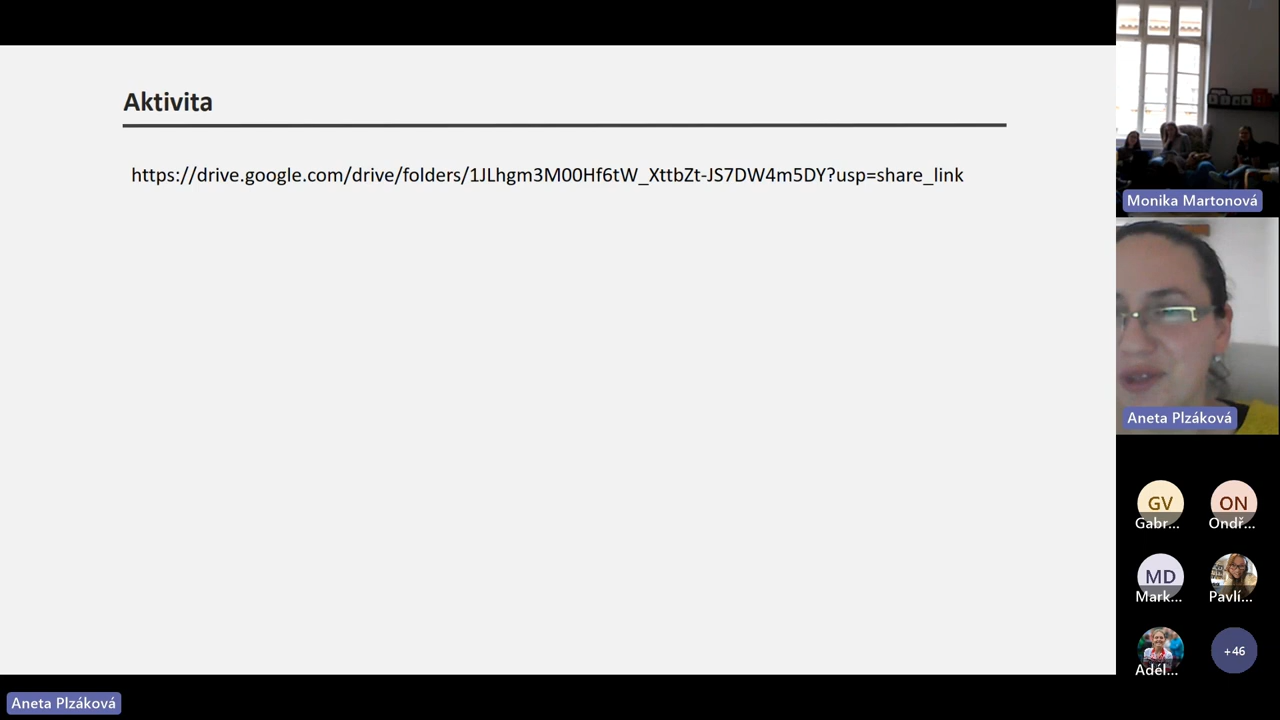 Aktivita
https://drive.google.com/drive/folders/1JLhgm3M00Hf6tW_XttbZt-JS7DW4m5DY?usp=share_link
Monika Martonová
Aneta Plzáková
GV
Gabr...
ON
Ondř...
MD
Mark...
Pavlí...
Adél...
+46
Aneta Plzáková